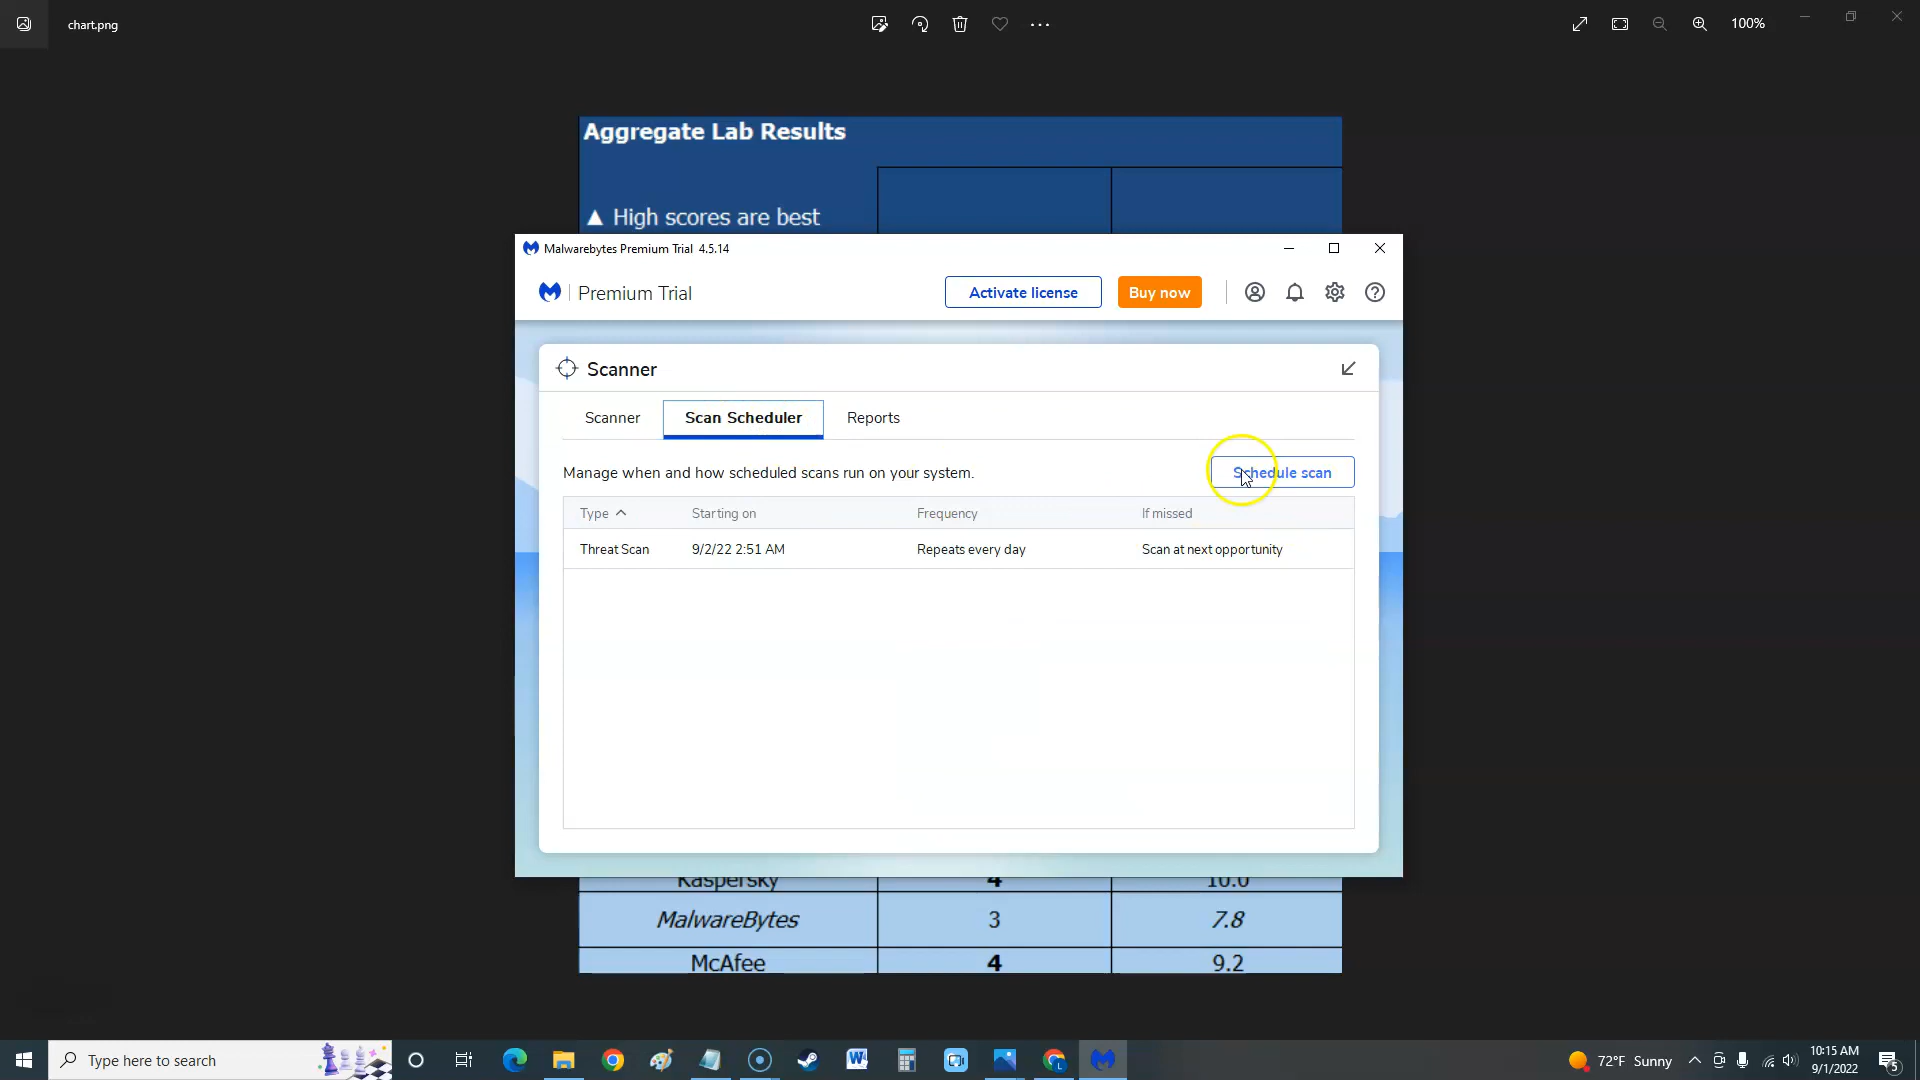 chart.png
100%
Aggregate Lab Results
▲ High scores are best
Malwarebytes Premium Trial 4.5.14
Premium Trial
Activate license
Buy now
Scanner
Scanner
Scan Scheduler
Reports
Manage when and how scheduled scans run on your system.
Schedule scan
Type
Starting on
Frequency
If missed
Threat Scan
9/2/22 2:51 AM
Repeats every day
Scan at next opportunity
Kaspersky
4
10.0
MalwareBytes
3
7.8
McAfee
4
9.2
Type here to search
72°F Sunny
10:15 AM
9/1/2022
5